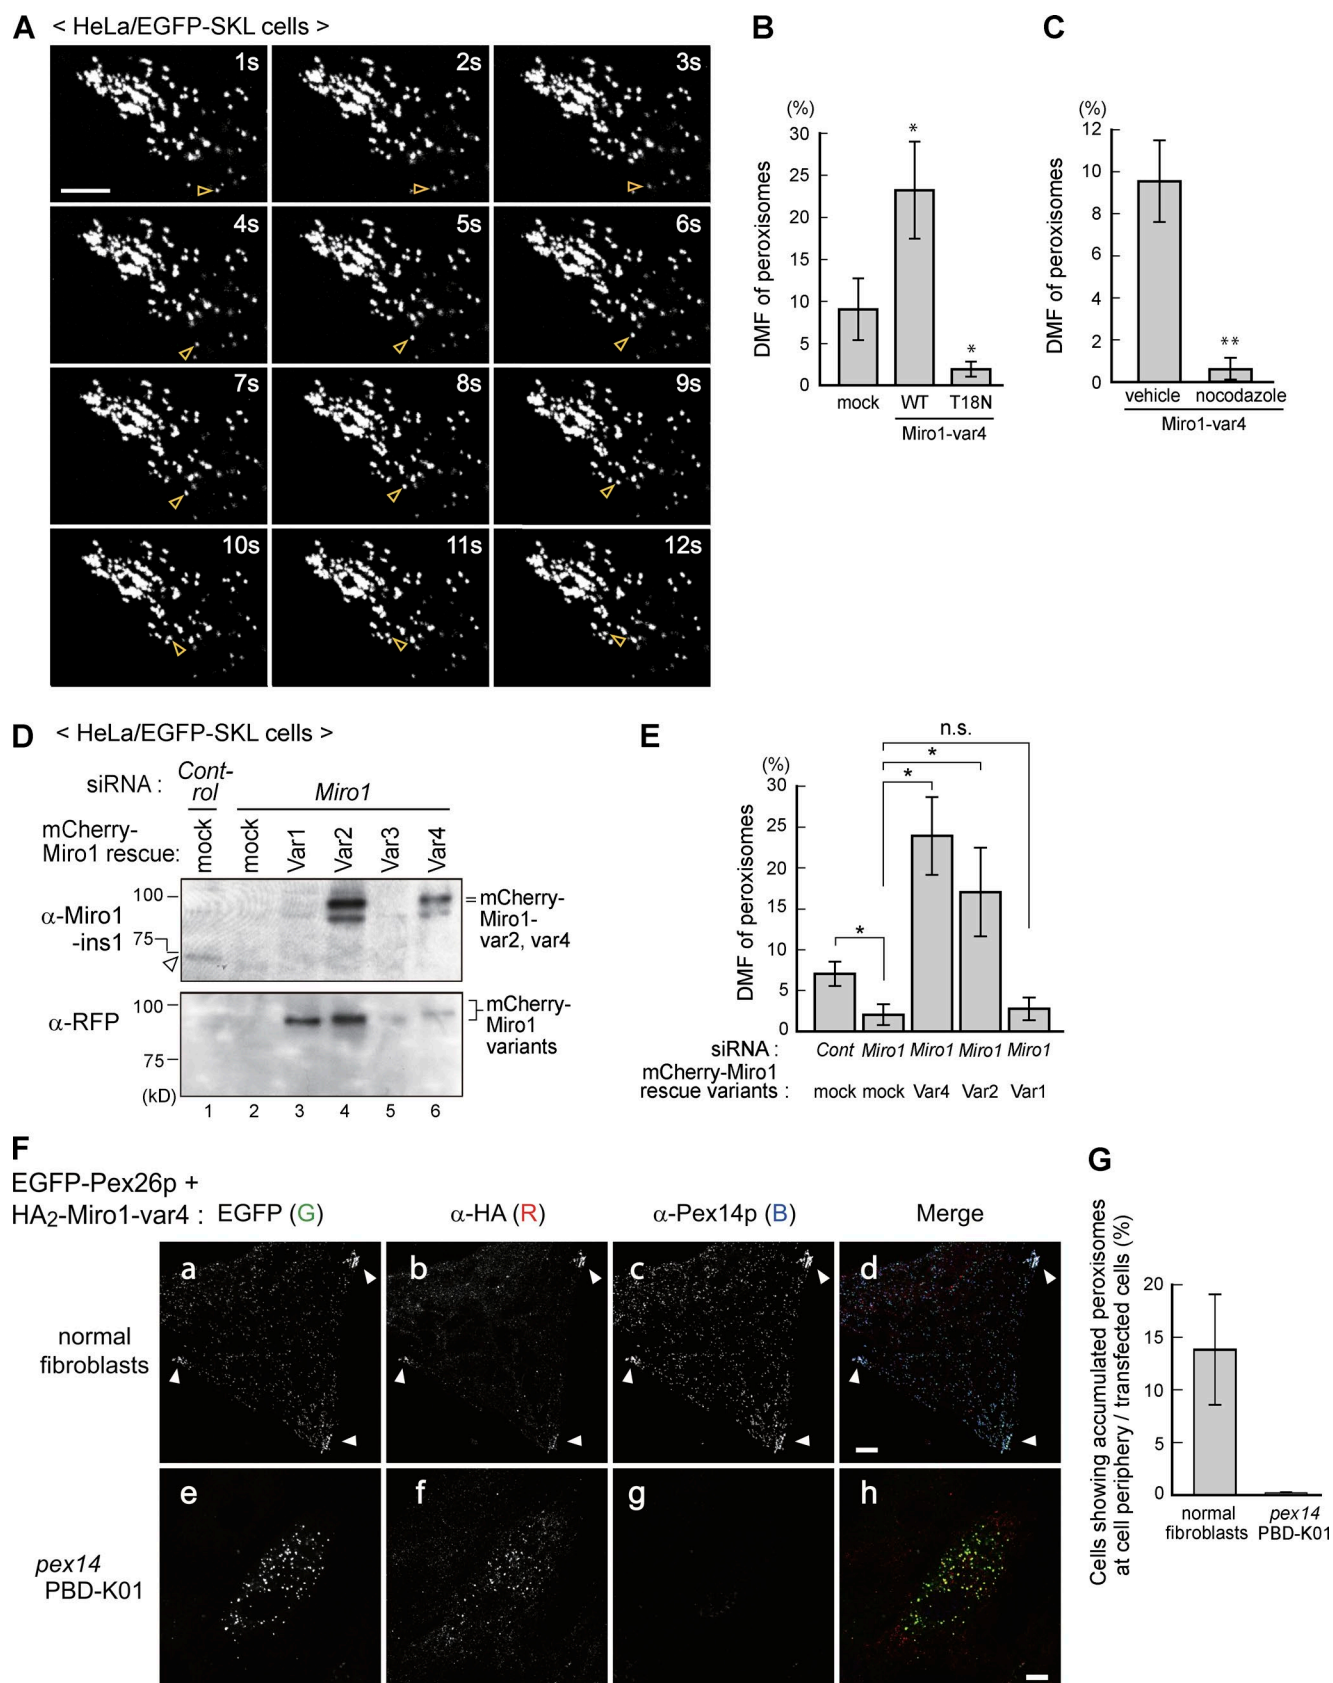 A < HeLa/EGFP-SKL cells >
1s 2s 3s
4s 5s 6s
7s 8s 9s
10s 11s 12s
B
(%)
DMF of peroxisomes
30
25
20
15
10
5
0
*
*
mock WT T18N
Miro1-var4
C
(%)
DMF of peroxisomes
12
10
8
6
4
2
0
**
vehicle nocodazole
Miro1-var4
D < HeLa/EGFP-SKL cells >
siRNA :
Cont-
rol
Miro1
mCherry-
Miro1 rescue:
mock mock Var1 Var2 Var3 Var4
α-Miro1
-ins1
100
75
mCherry-
Miro1-
var2, var4
α-RFP
100
75
(kD)
mCherry-
Miro1
variants
1 2 3 4 5 6
E
(%)
DMF of peroxisomes
30
25
20
15
10
5
0
n.s.
*
*
*
siRNA : Cont Miro1 Miro1 Miro1 Miro1
mCherry-Miro1
rescue variants : mock mock Var4 Var2 Var1
F
EGFP-Pex26p +
HA₂-Miro1-var4 : EGFP (G) α-HA (R) α-Pex14p (B) Merge
normal
fibroblasts
a b c d
pex14
PBD-K01
e f g h
G
Cells showing accumulated peroxisomes
at cell periphery / transfected cells (%)
20
15
10
5
0
normal
fibroblasts
pex14
PBD-K01